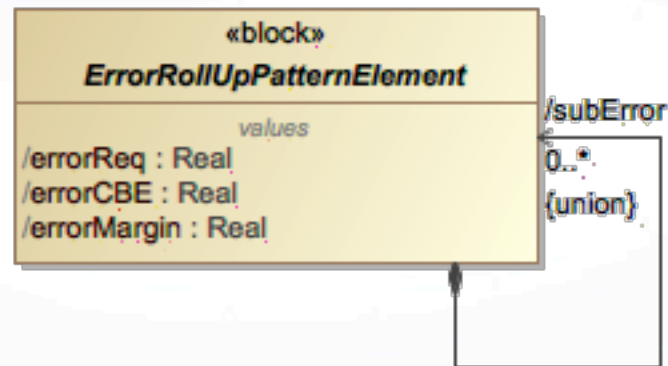 «block»
ErrorRollUpPatternElement
values
/errorReq : Real
/errorCBE : Real
/errorMargin : Real
/subError
0..*
{union}